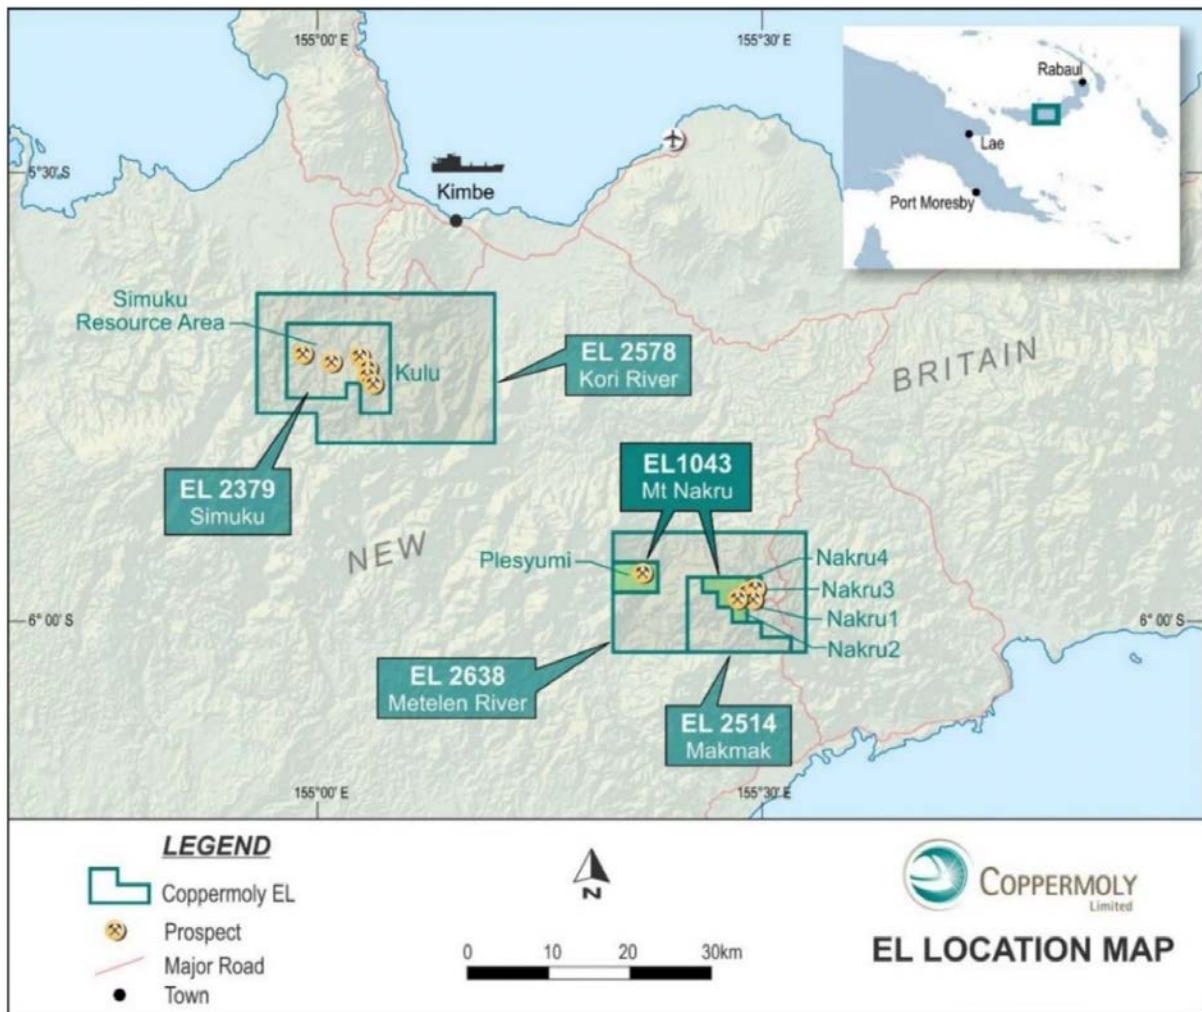 155°00' E
155°30' E
Rabaul
Lae
Port Moresby
5°30'S
Kimbe
Simuku
Resource Area
Kulu
EL 2578
Kori River
BRITAIN
EL 2379
Simuku
EL1043
Mt Nakru
NEW
Plesyumi
Nakru4
Nakru3
Nakru1
Nakru2
6°00' S
6°00' S
EL 2638
Metelen River
EL 2514
Makmak
155°00' E
155°30' E
LEGEND
Coppermoly EL
Prospect
Major Road
Town
N
0 10 20 30km
COPPERMOLY
Limited
EL LOCATION MAP